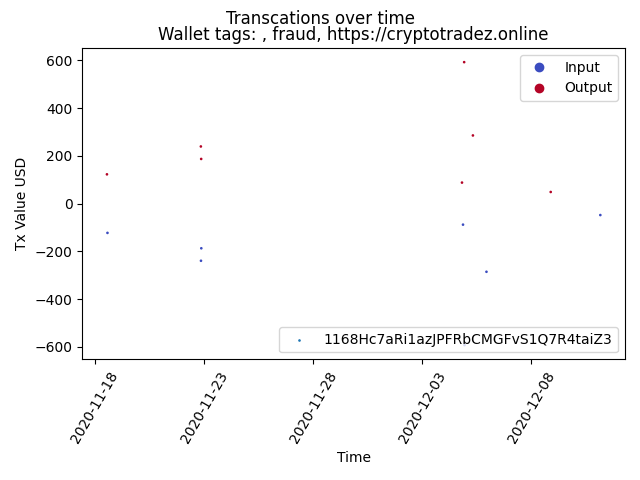 Transcations over time
Wallet tags: , fraud, https://cryptotradez.online
Input
Output
600
400
200
0
−200
−400
−600
Tx Value USD
1168Hc7aRi1azJPFRbCMGFvS1Q7R4taiZ3
2020-11-18
2020-11-23
2020-11-28
2020-12-03
2020-12-08
Time